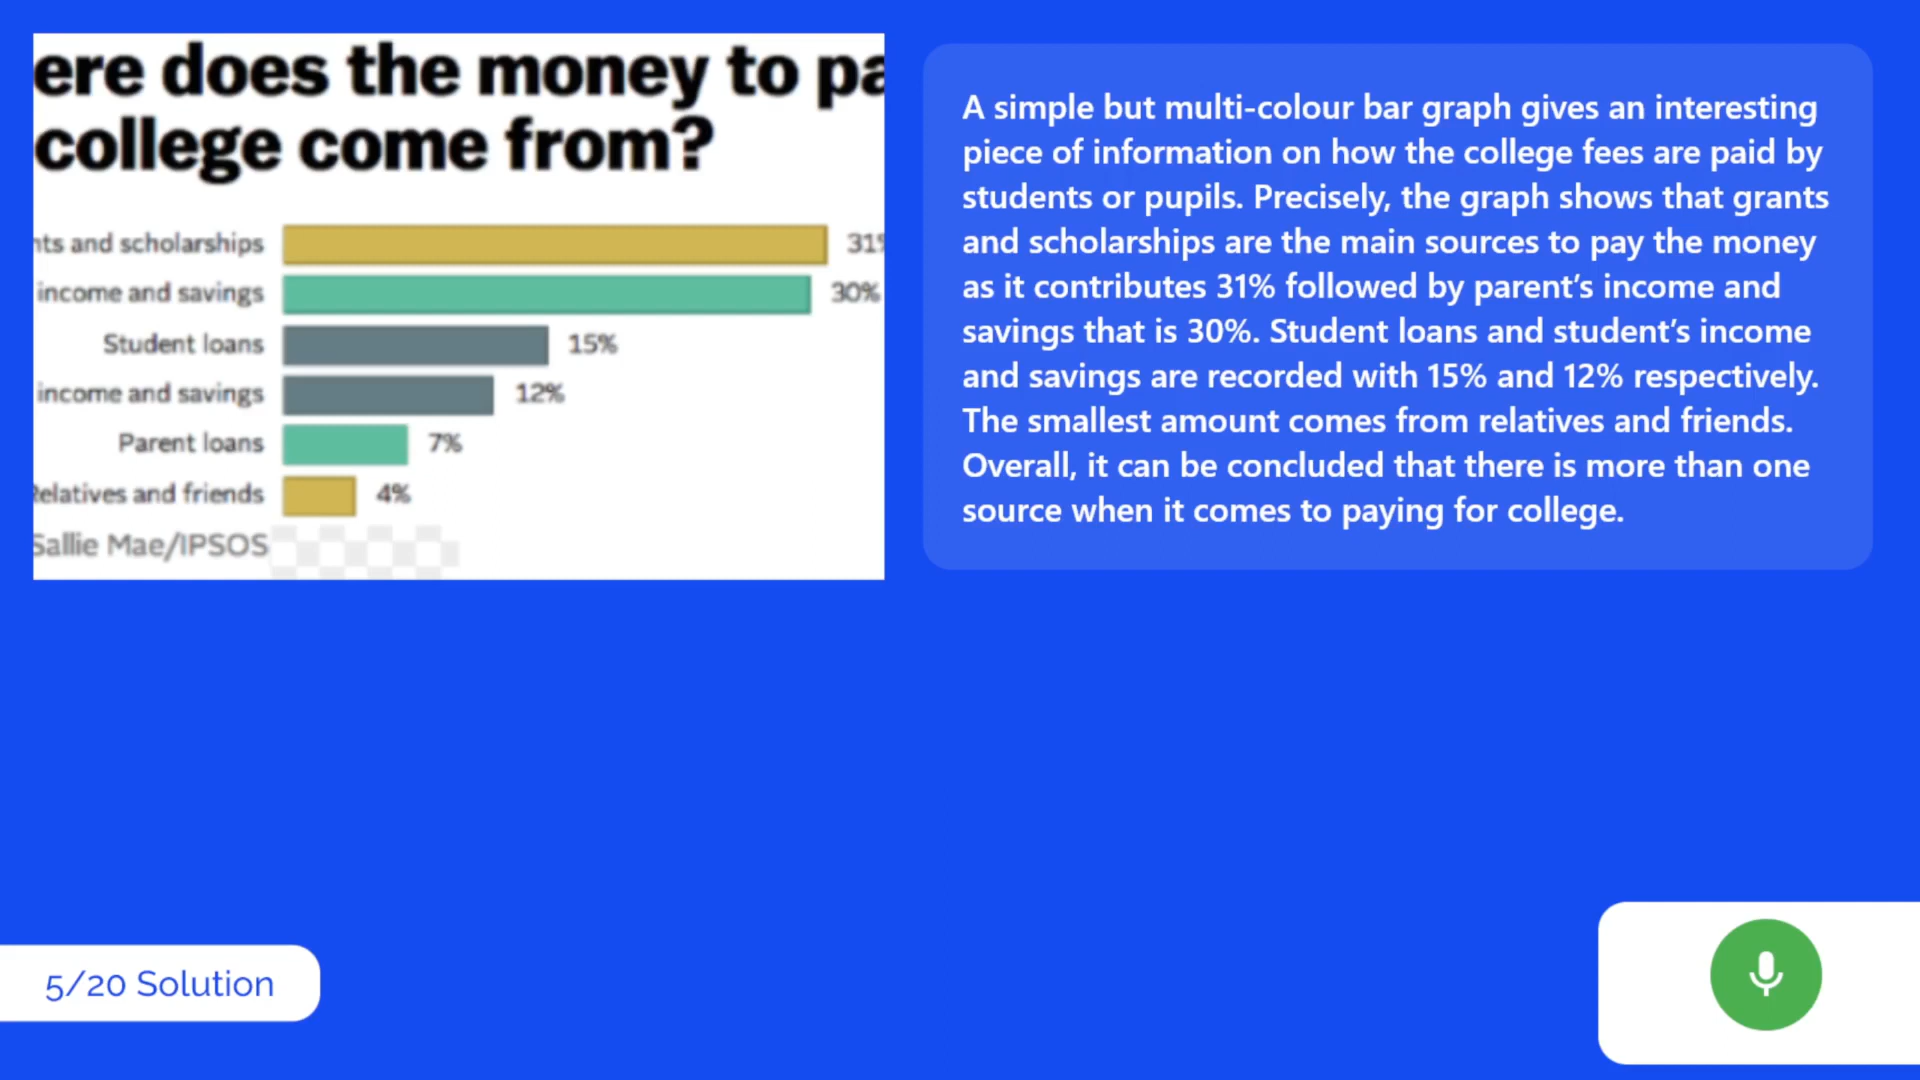 does the money to
college come from?
and scholarships
income and savings 30%
Student loans 15%
income and savings 12%
Parent loans 7%
Relatives and friends 4%
Sallie Mae/IPSOS
A simple but multi-colour bar graph gives an interesting
piece of information on how the college fees are paid by
students or pupils. Precisely, the graph shows that grants
and scholarships are the main sources to pay the money
as it contributes 31% followed by parent’s income and
savings that is 30%. Student loans and student’s income
and savings are recorded with 15% and 12% respectively.
The smallest amount comes from relatives and friends.
Overall, it can be concluded that there is more than one
source when it comes to paying for college.
5/20 Solution